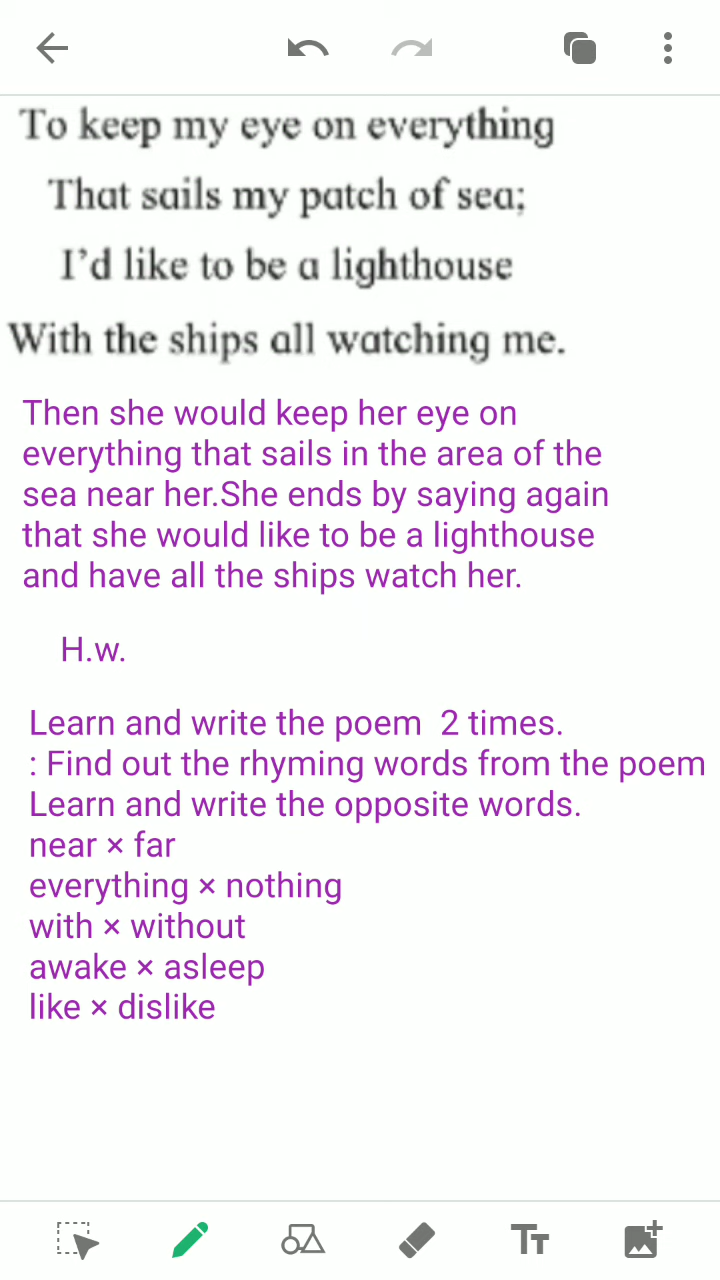 To keep my eye on everything
That sails my patch of sea;
I'd like to be a lighthouse
With the ships all watching me.
Then she would keep her eye on
everything that sails in the area of the
sea near her.She ends by saying again
that she would like to be a lighthouse
and have all the ships watch her.
H.w.
Learn and write the poem  2 times.
: Find out the rhyming words from the poem
Learn and write the opposite words.
near × far
everything × nothing
with × without
awake × asleep
like × dislike
TT